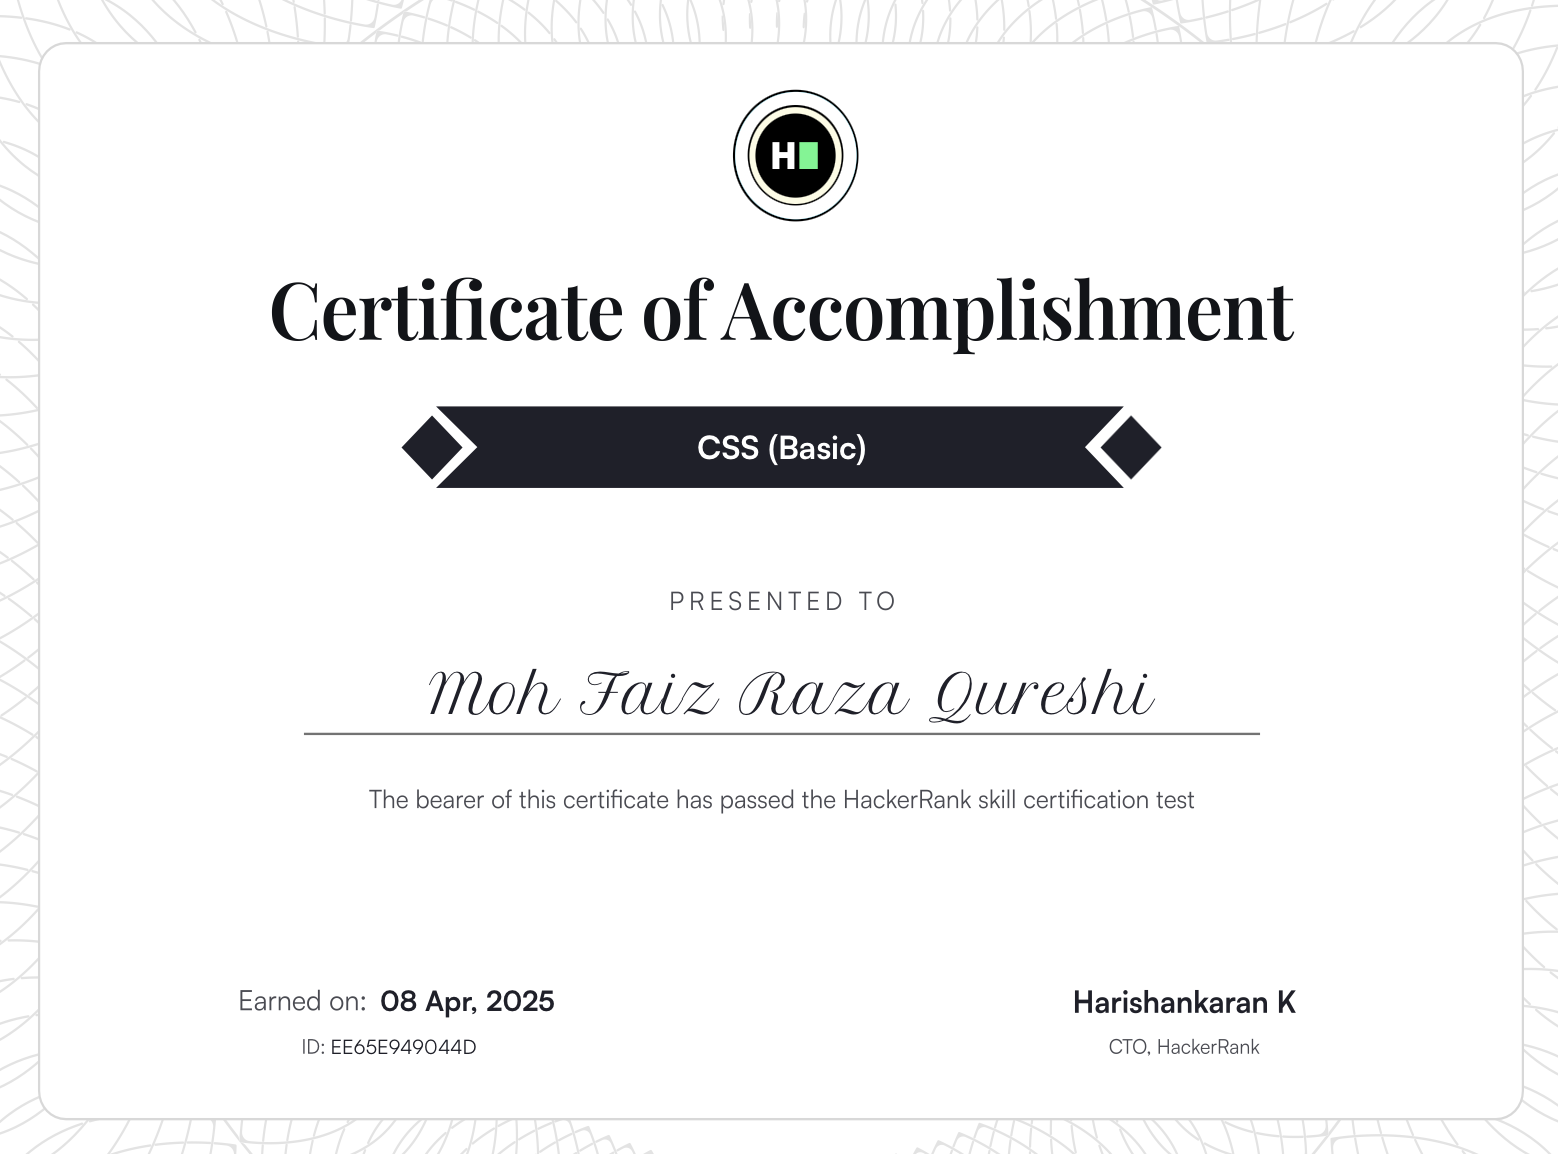 H
Certificate of Accomplishment
CSS (Basic)
PRESENTED TO
Moh Faiz Raza Qureshi
The bearer of this certificate has passed the HackerRank skill certification test
Earned on: 08 Apr, 2025
ID: EE65E949044D
Harishankaran K
CTO, HackerRank